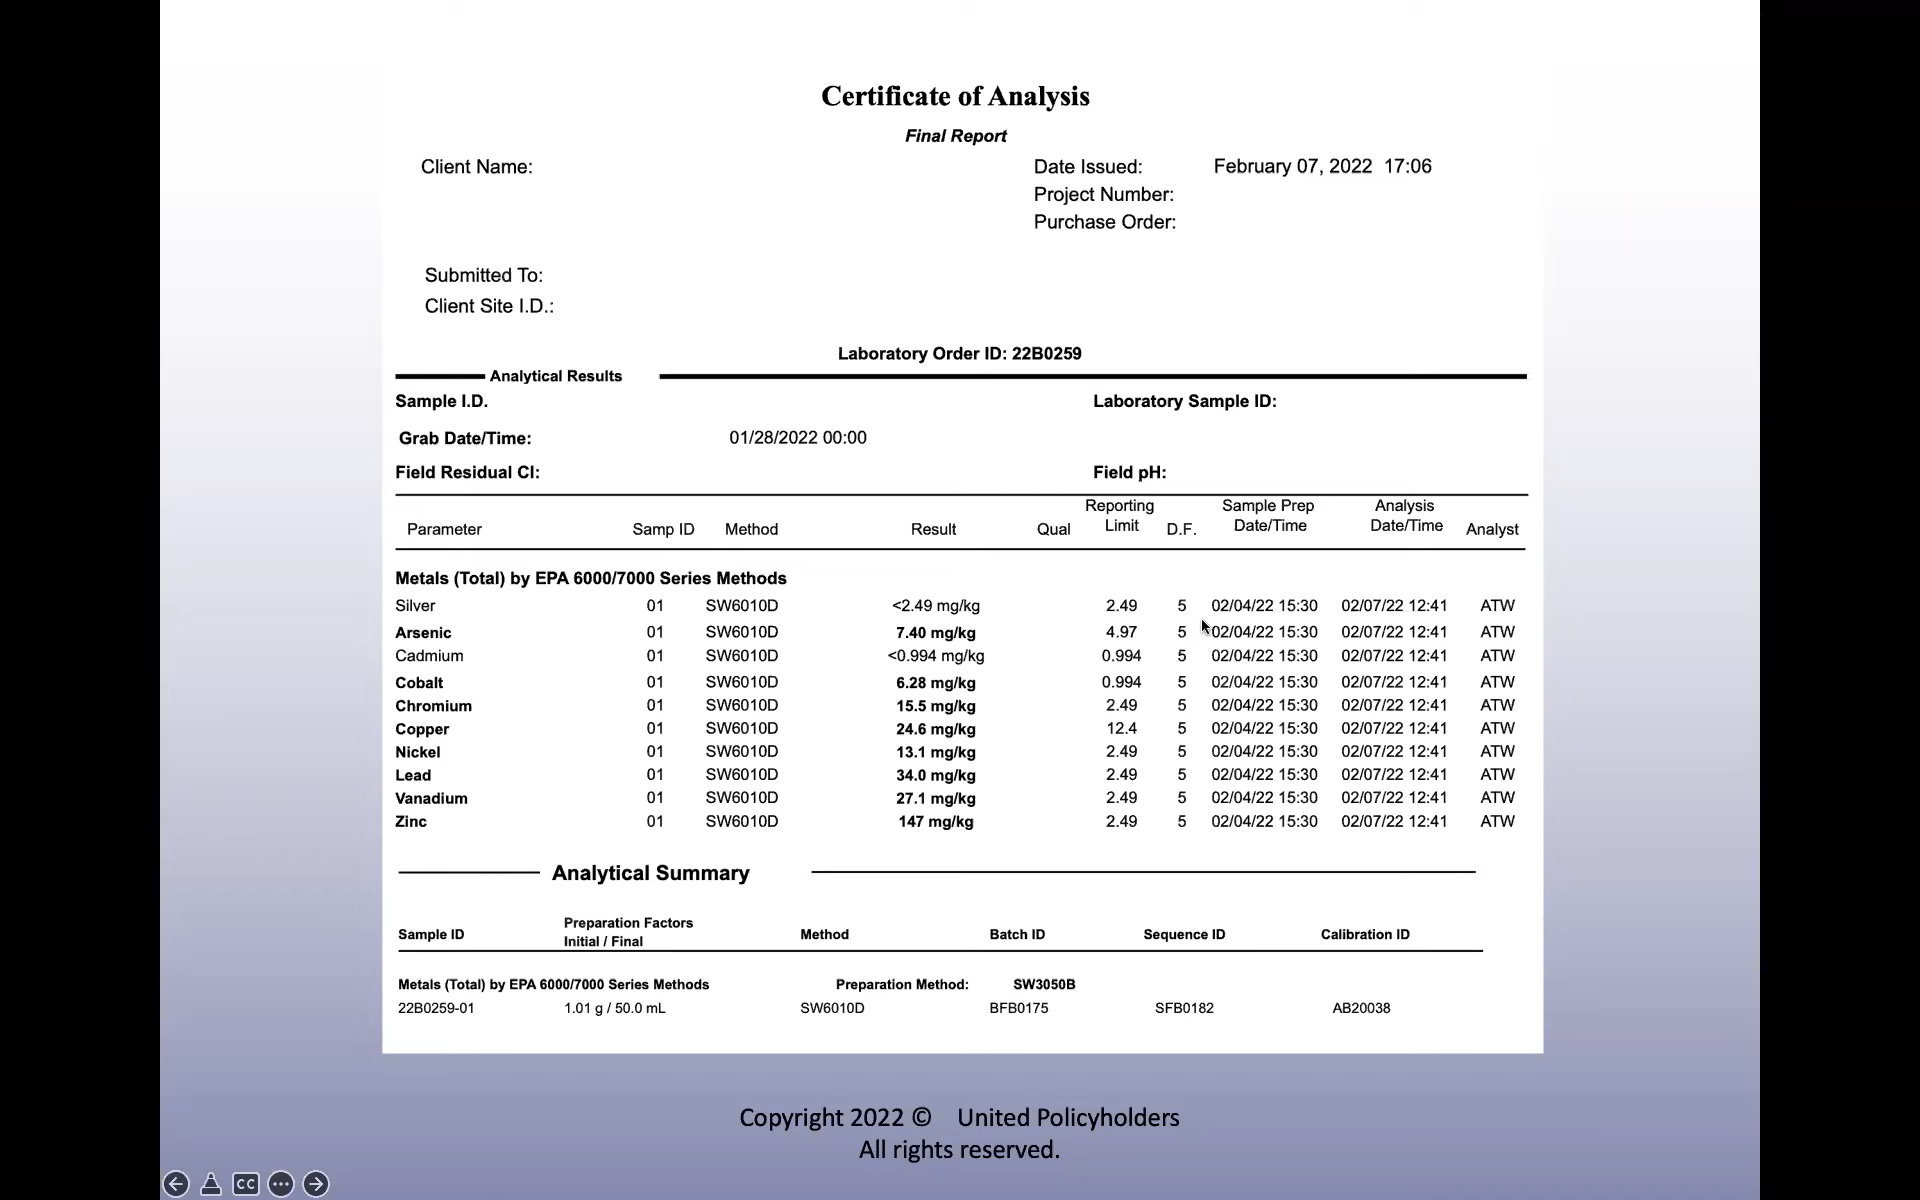 Certificate of Analysis
Final Report
Client Name:
Date Issued: February 07, 2022 17:06
Project Number:
Purchase Order:
Submitted To:
Client Site I.D.:
Laboratory Order ID: 22B0259
Analytical Results
Sample I.D. Laboratory Sample ID:
Grab Date/Time: 01/28/2022 00:00
Field Residual Cl: Field pH:
Parameter Samp ID Method Result Qual Reporting Limit D.F. Sample Prep Date/Time Analysis Date/Time Analyst
Metals (Total) by EPA 6000/7000 Series Methods
Silver 01 SW6010D <2.49 mg/kg 2.49 5 02/04/22 15:30 02/07/22 12:41 ATW
Arsenic 01 SW6010D 7.40 mg/kg 4.97 5 02/04/22 15:30 02/07/22 12:41 ATW
Cadmium 01 SW6010D <0.994 mg/kg 0.994 5 02/04/22 15:30 02/07/22 12:41 ATW
Cobalt 01 SW6010D 6.28 mg/kg 0.994 5 02/04/22 15:30 02/07/22 12:41 ATW
Chromium 01 SW6010D 15.5 mg/kg 2.49 5 02/04/22 15:30 02/07/22 12:41 ATW
Copper 01 SW6010D 24.6 mg/kg 12.4 5 02/04/22 15:30 02/07/22 12:41 ATW
Nickel 01 SW6010D 13.1 mg/kg 2.49 5 02/04/22 15:30 02/07/22 12:41 ATW
Lead 01 SW6010D 34.0 mg/kg 2.49 5 02/04/22 15:30 02/07/22 12:41 ATW
Vanadium 01 SW6010D 27.1 mg/kg 2.49 5 02/04/22 15:30 02/07/22 12:41 ATW
Zinc 01 SW6010D 147 mg/kg 2.49 5 02/04/22 15:30 02/07/22 12:41 ATW
Analytical Summary
Sample ID Preparation Factors Initial / Final Method Batch ID Sequence ID Calibration ID
Metals (Total) by EPA 6000/7000 Series Methods Preparation Method: SW3050B
22B0259-01 1.01 g / 50.0 mL SW6010D BFB0175 SFB0182 AB20038
Copyright 2022 © United Policyholders
All rights reserved.
CC